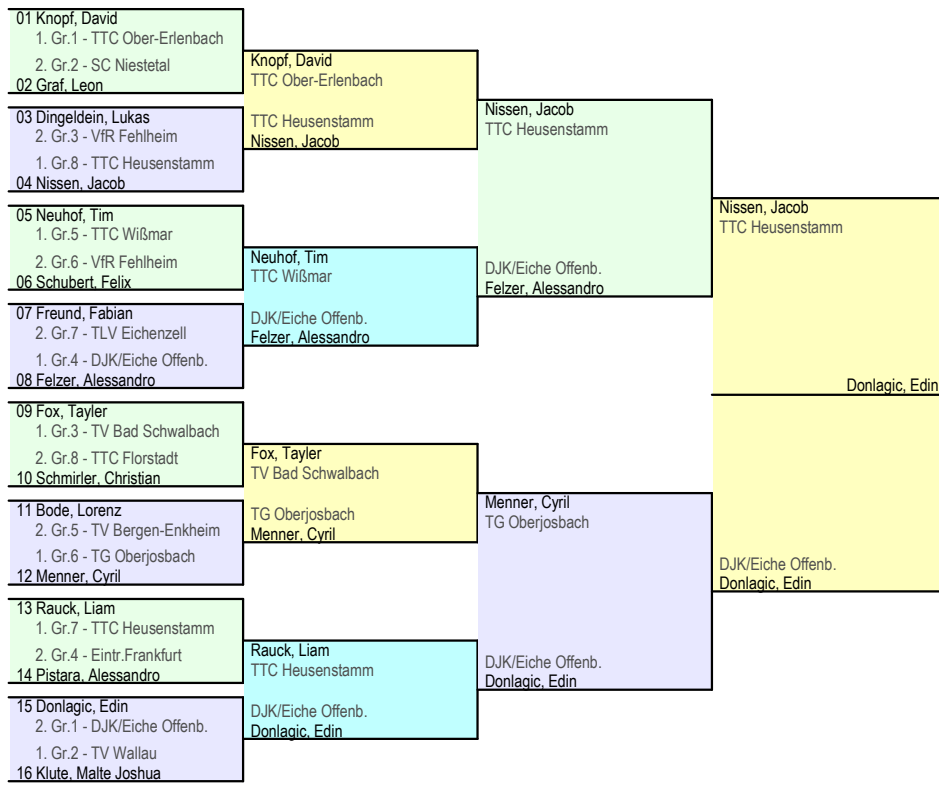 01 Knopf, David
1. Gr.1 - TTC Ober-Erlenbach
2. Gr.2 - SC Niestetal
02 Graf, Leon
03 Dingeldein, Lukas
2. Gr.3 - VfR Fehlheim
1. Gr.8 - TTC Heusenstamm
04 Nissen, Jacob
05 Neuhof, Tim
1. Gr.5 - TTC Wißmar
2. Gr.6 - VfR Fehlheim
06 Schubert, Felix
07 Freund, Fabian
2. Gr.7 - TLV Eichenzell
1. Gr.4 - DJK/Eiche Offenb.
08 Felzer, Alessandro
09 Fox, Tayler
1. Gr.3 - TV Bad Schwalbach
2. Gr.8 - TTC Florstadt
10 Schmirler, Christian
11 Bode, Lorenz
2. Gr.5 - TV Bergen-Enkheim
1. Gr.6 - TG Oberjosbach
12 Menner, Cyril
13 Rauck, Liam
1. Gr.7 - TTC Heusenstamm
2. Gr.4 - Eintr.Frankfurt
14 Pistara, Alessandro
15 Donlagic, Edin
2. Gr.1 - DJK/Eiche Offenb.
1. Gr.2 - TV Wallau
16 Klute, Malte Joshua
Knopf, David
TTC Ober-Erlenbach
TTC Heusenstamm
Nissen, Jacob
Neuhof, Tim
TTC Wißmar
DJK/Eiche Offenb.
Felzer, Alessandro
Fox, Tayler
TV Bad Schwalbach
TG Oberjosbach
Menner, Cyril
Rauck, Liam
TTC Heusenstamm
DJK/Eiche Offenb.
Donlagic, Edin
Nissen, Jacob
TTC Heusenstamm
DJK/Eiche Offenb.
Felzer, Alessandro
Menner, Cyril
TG Oberjosbach
DJK/Eiche Offenb.
Donlagic, Edin
Nissen, Jacob
TTC Heusenstamm
Donlagic, Edin
DJK/Eiche Offenb.
Donlagic, Edin